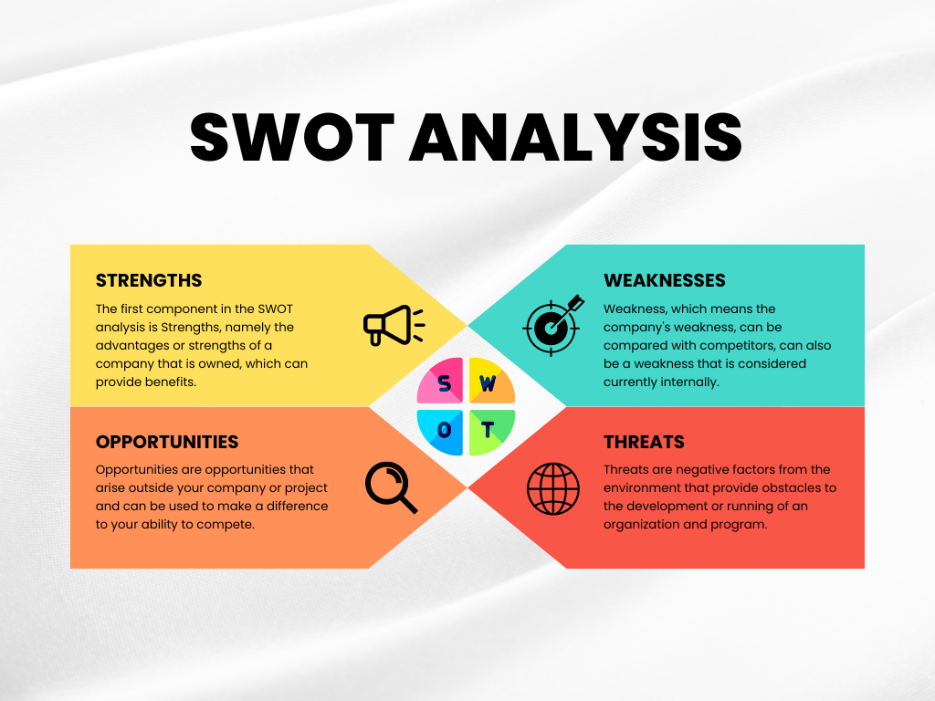 SWOT ANALYSIS
STRENGTHS
The first component in the SWOT
analysis is Strengths, namely the
advantages or strengths of a
company that is owned, which can
provide benefits.
WEAKNESSES
Weakness, which means the
company's weakness, can be
compared with competitors, can also
be a weakness that is considered
currently internally.
S W
O T
OPPORTUNITIES
Opportunities are opportunities that
arise outside your company or project
and can be used to make a difference
to your ability to compete.
THREATS
Threats are negative factors from the
environment that provide obstacles to
the development or running of an
organization and program.